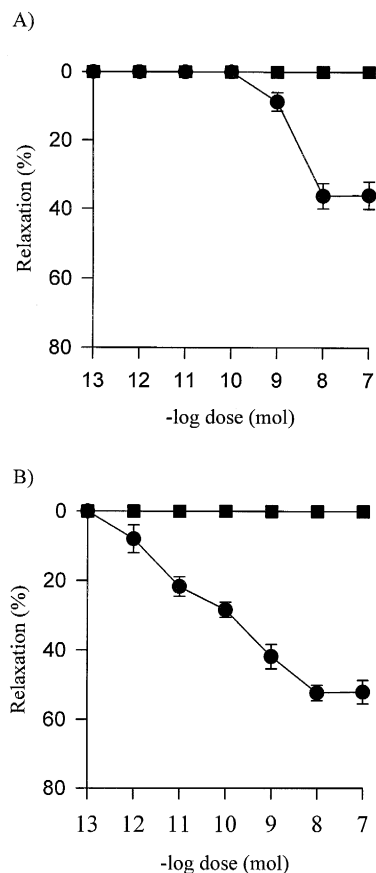 A)
0
20
40
60
80
Relaxation (%)
13 12 11 10 9 8 7
-log dose (mol)
B)
0
20
40
60
80
Relaxation (%)
13 12 11 10 9 8 7
-log dose (mol)